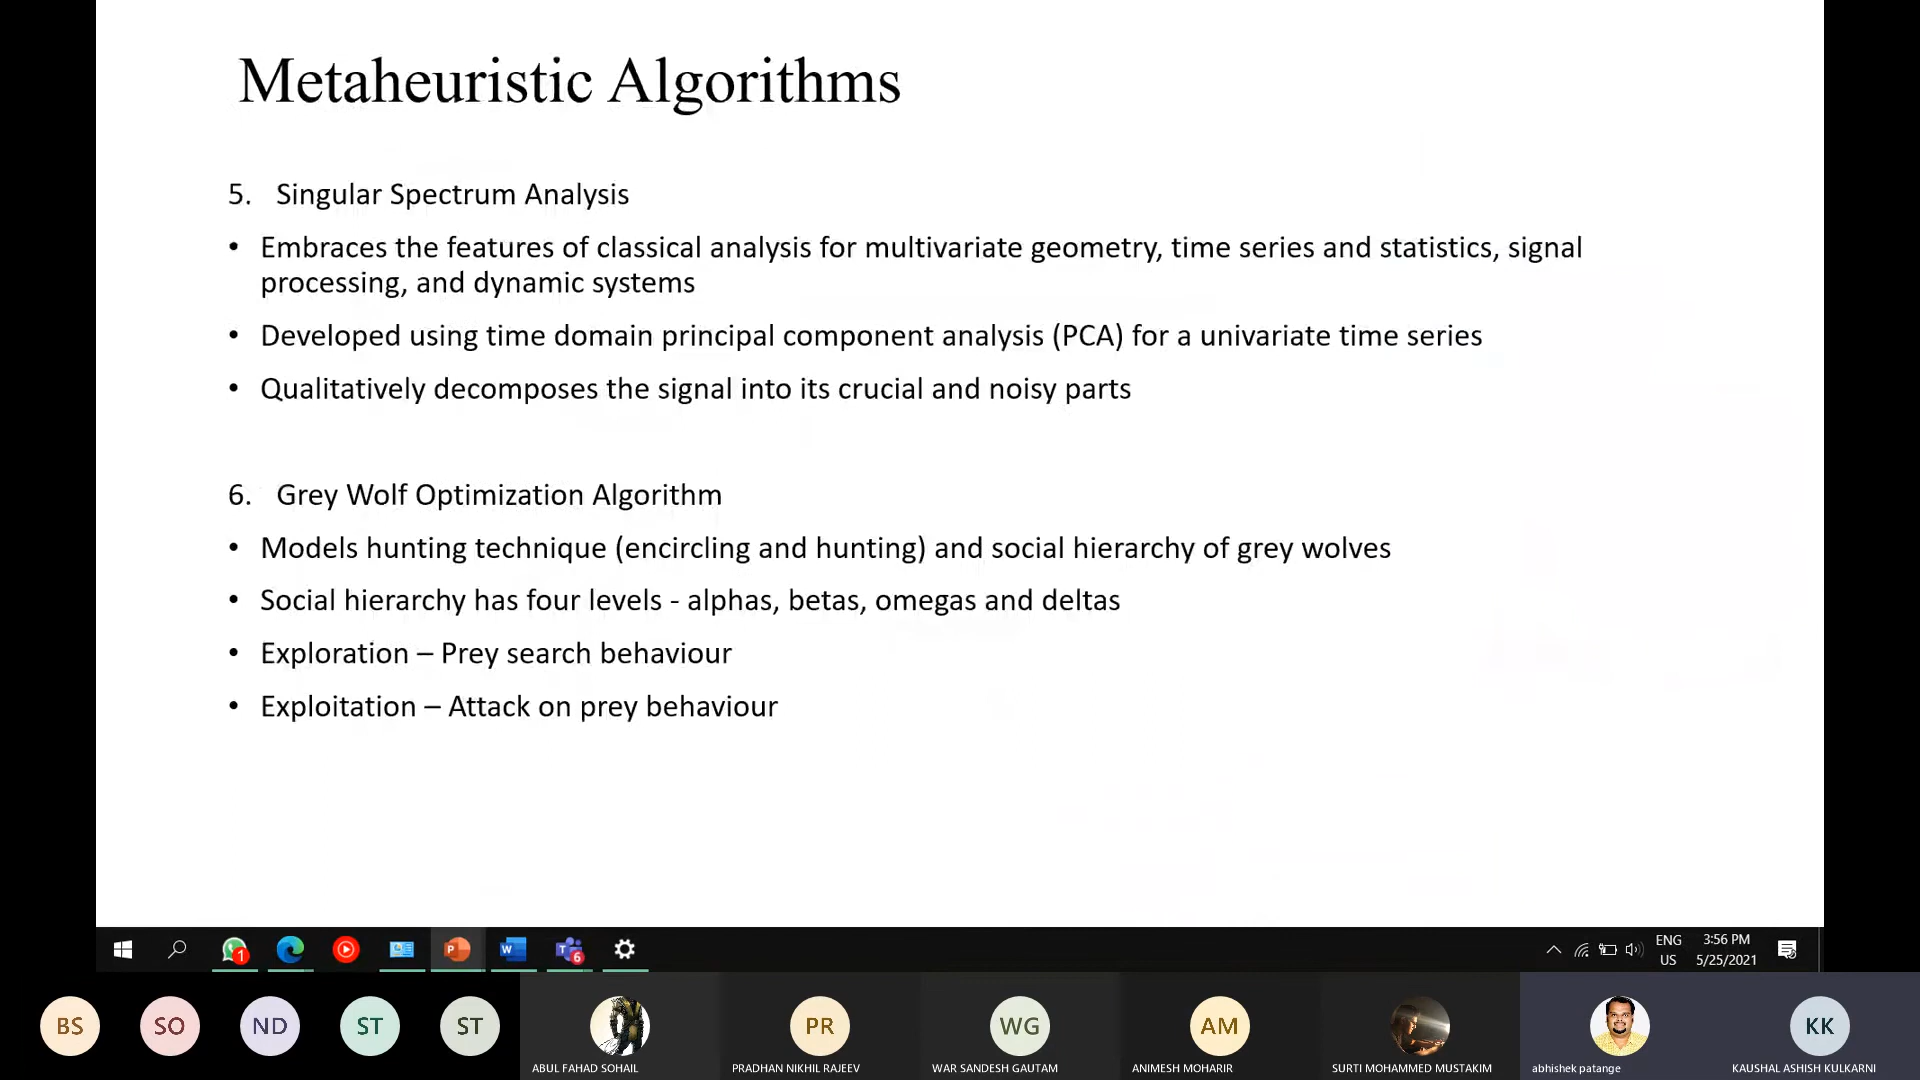 Metaheuristic Algorithms
5. Singular Spectrum Analysis
• Embraces the features of classical analysis for multivariate geometry, time series and statistics, signal
processing, and dynamic systems
• Developed using time domain principal component analysis (PCA) for a univariate time series
• Qualitatively decomposes the signal into its crucial and noisy parts
6. Grey Wolf Optimization Algorithm
• Models hunting technique (encircling and hunting) and social hierarchy of grey wolves
• Social hierarchy has four levels - alphas, betas, omegas and deltas
• Exploration – Prey search behaviour
• Exploitation – Attack on prey behaviour
1 P W T 6 ENG 3:56 PM
US 5/25/2021
BS SO ND ST ST PR WG AM KK
ABUL FAHAD SOHAIL PRADHAN NIKHIL RAJEEV WAR SANDESH GAUTAM ANIMESH MOHARIR SURTI MOHAMMED MUSTAKIM abhishek patange KAUSHAL ASHISH KULKARNI